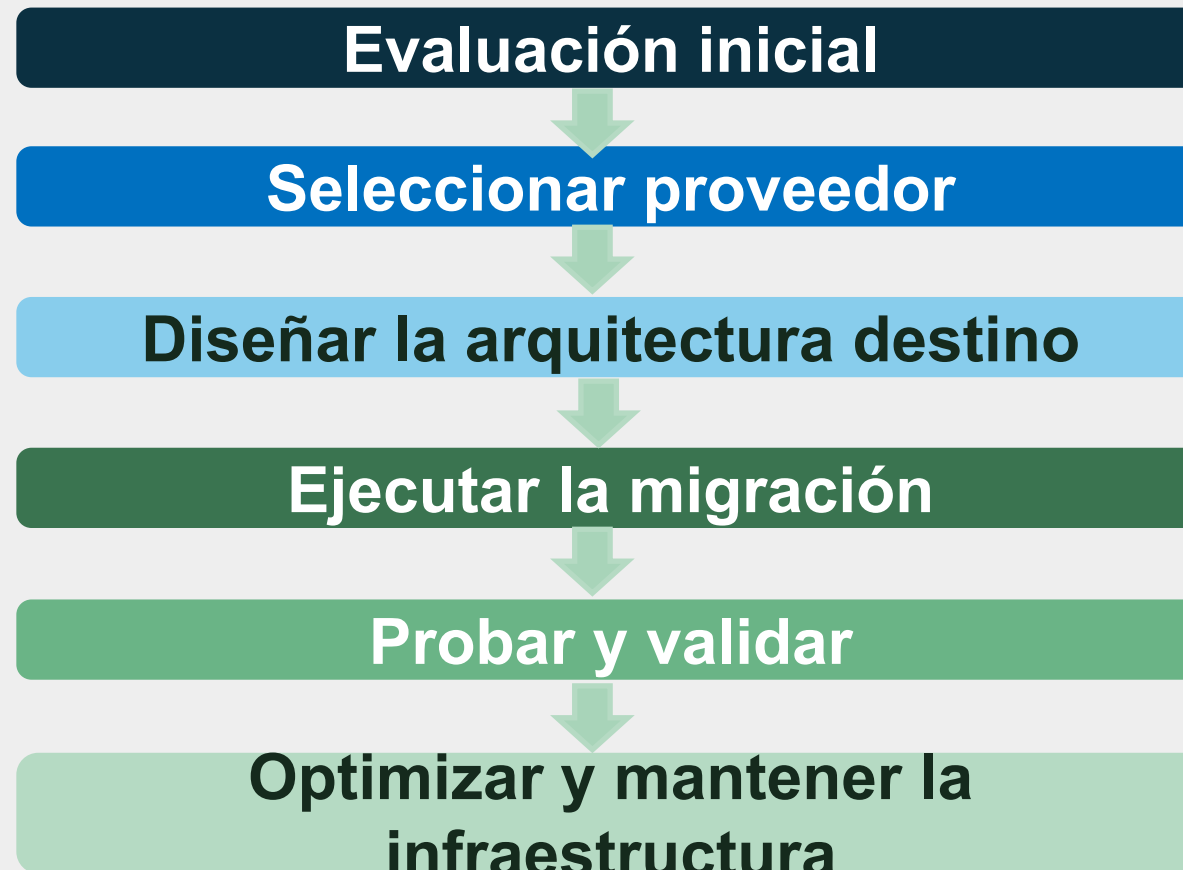 Evaluación inicial
Seleccionar proveedor
Diseñar la arquitectura destino
Ejecutar la migración
Probar y validar
Optimizar y mantener la
infraestructura